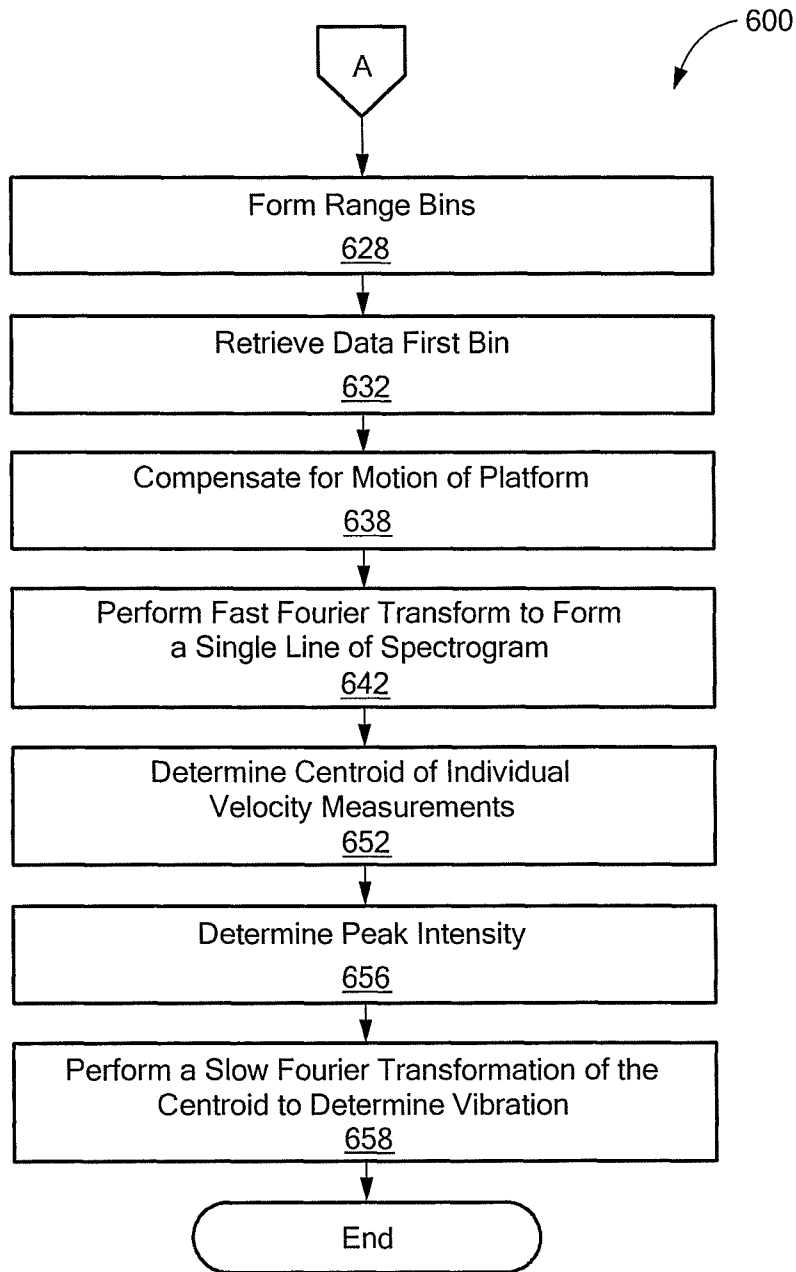 600
A
Form Range Bins
628
Retrieve Data First Bin
632
Compensate for Motion of Platform
638
Perform Fast Fourier Transform to Form
a Single Line of Spectrogram
642
Determine Centroid of Individual
Velocity Measurements
652
Determine Peak Intensity
656
Perform a Slow Fourier Transformation of the
Centroid to Determine Vibration
658
End